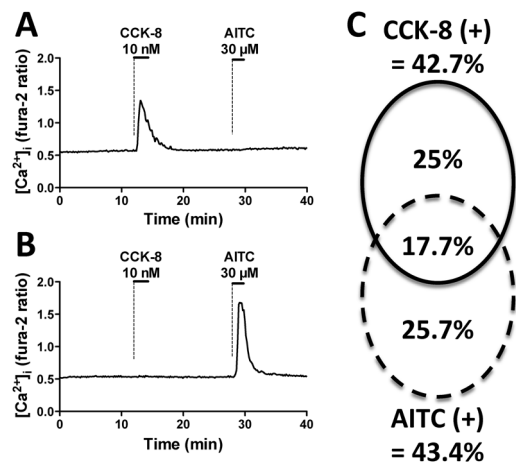 A
CCK-8
10 nM
AITC
30 µM
[Ca2+]i (fura-2 ratio)
2.0
1.5
1.0
0.5
0.0
0
10
20
30
40
Time (min)
B
CCK-8
10 nM
AITC
30 µM
[Ca2+]i (fura-2 ratio)
2.0
1.5
1.0
0.5
0.0
0
10
20
30
40
Time (min)
C
CCK-8 (+)
= 42.7%
25%
17.7%
25.7%
AITC (+)
= 43.4%